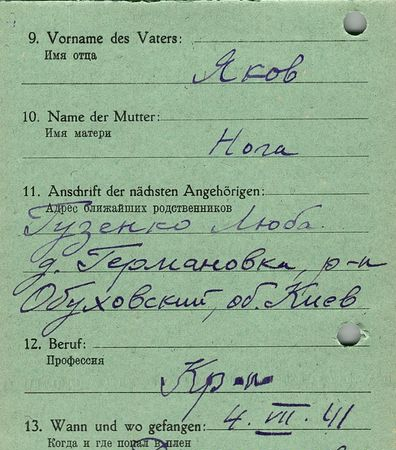 9. Vorname des Vaters:
Имя отца
Яков
10. Name der Mutter:
Имя матери
Нога
11. Anschrift der nächsten Angehörigen:
Адрес ближайших родственников
Гузенко Люба
д. Германовка, р-н
Обуховский, об. Киев
12. Beruf:
Профессия
Кр-н
13. Wann und wo gefangen: 4. VII. 41
Когда и где попал в плен